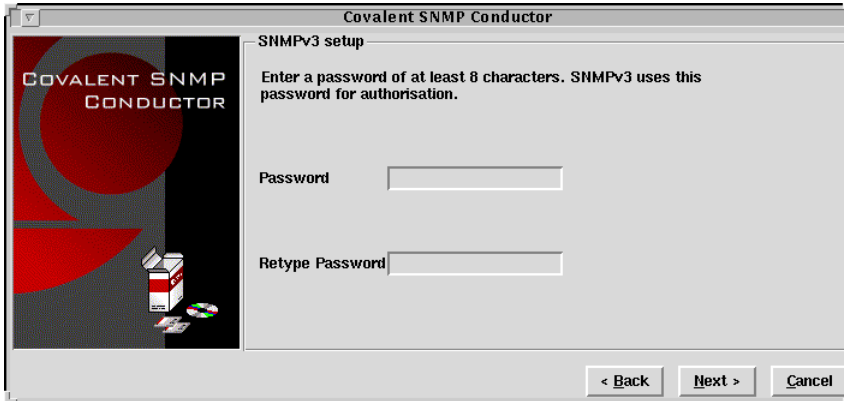 Covalent SNMP Conductor
SNMPv3 setup
COVALENT SNMP
CONDUCTOR
Enter a password of at least 8 characters. SNMPv3 uses this
password for authorisation.
Password
Retype Password
< Back
Next >
Cancel